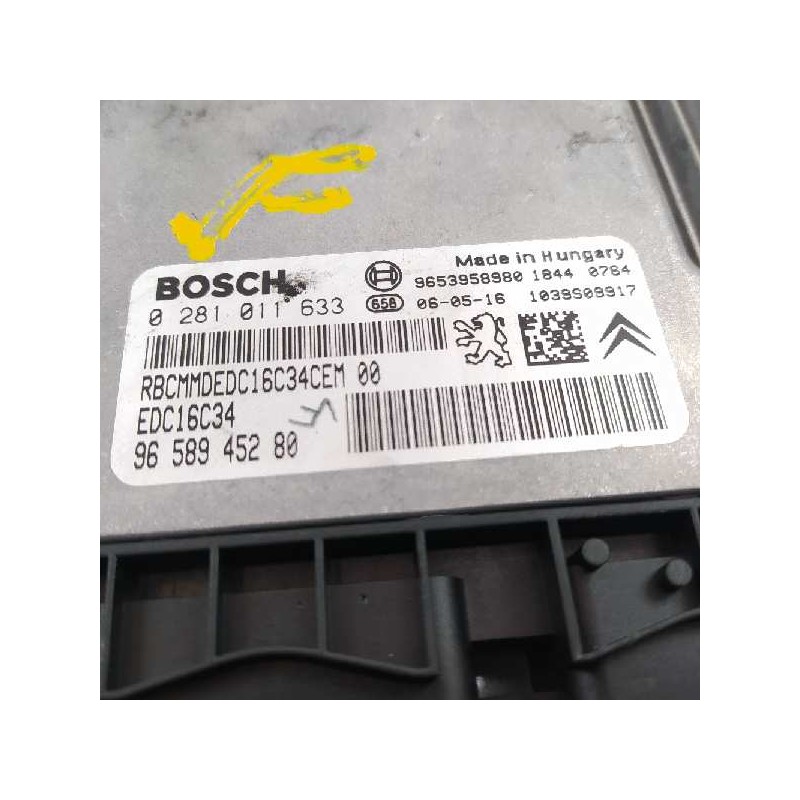 Made in Hungary
BOSCH
9653958980 1844 0784
0 281 011 633
658 06-05-16 1039S09917
RBCMMDEDC16C34CEM 00
EDC16C34
96 589 452 80